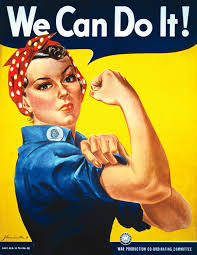 We Can Do It!
WAR PRODUCTION CO-ORDINATING COMMITTEE